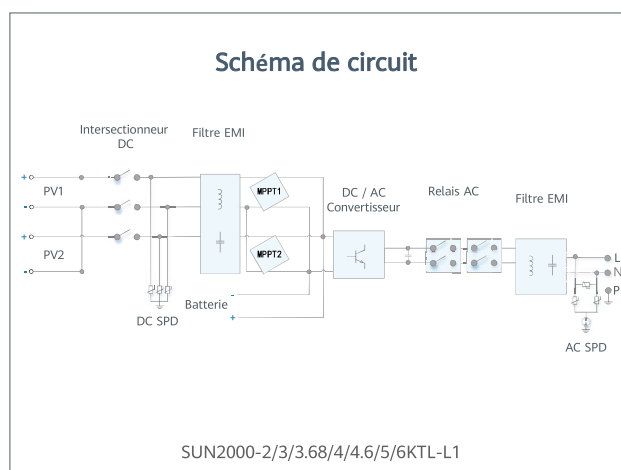 Schéma de circuit
Intersectionneur
DC
Filtre EMI
DC / AC
Convertisseur
Relais AC
Filtre EMI
MPPT1
MPPT2
+
PV1
-
+
PV2
-
Batterie
-
+
DC SPD
L
N
P
AC SPD
SUN2000-2/3/3.68/4/4.6/5/6KTL-L1